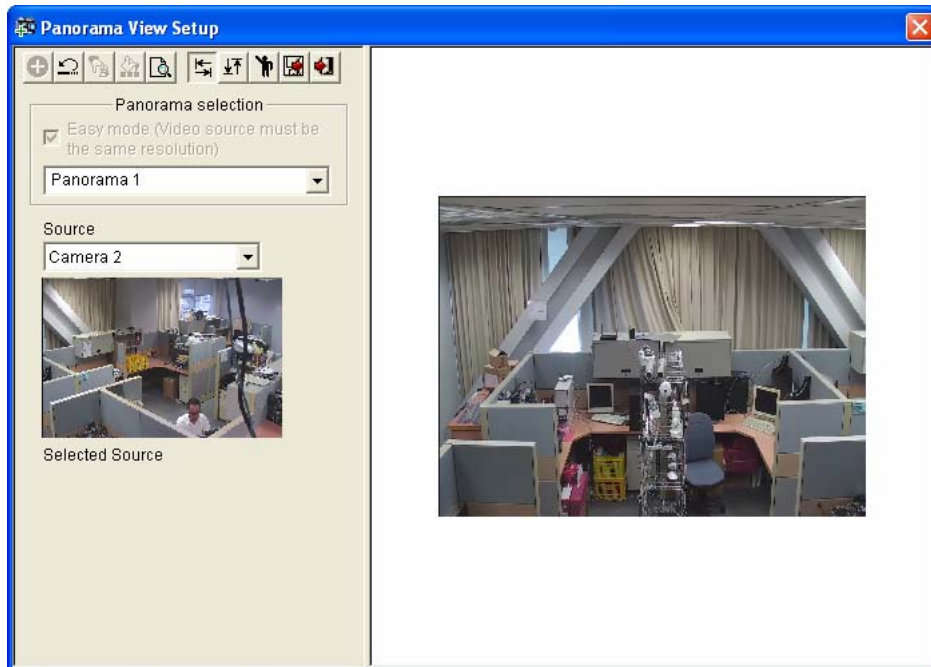 Panorama View Setup
Panorama selection
Easy mode (Video source must be
the same resolution)
Panorama 1
Source
Camera 2
Selected Source